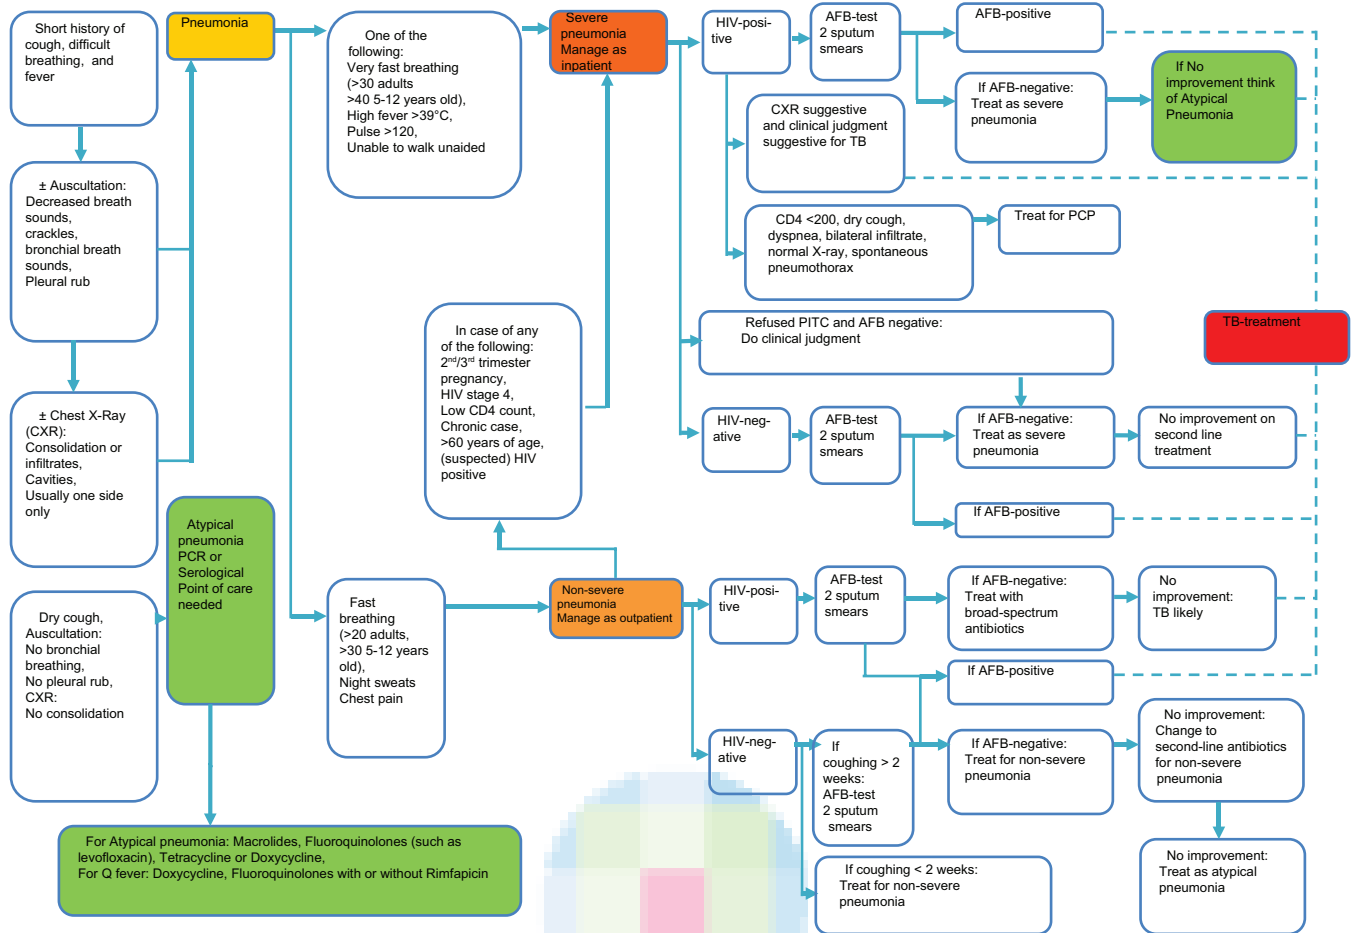 Short history of
cough, difficult
breathing, and
fever
± Auscultation:
Decreased breath
sounds,
crackles,
bronchial breath
sounds,
Pleural rub
± Chest X-Ray
(CXR):
Consolidation or
infiltrates,
Cavities,
Usually one side
only
Dry cough,
Auscultation:
No bronchial
breathing,
No pleural rub,
CXR:
No consolidation
Pneumonia
Atypical
pneumonia
PCR or
Serological
Point of care
needed
For Atypical pneumonia: Macrolides, Fluoroquinolones (such as
levofloxacin), Tetracycline or Doxycycline,
For Q fever: Doxycycline, Fluoroquinolones with or without Rimfapicin
One of the
following:
Very fast breathing
(>30 adults
>40 5-12 years old),
High fever >39°C,
Pulse >120,
Unable to walk unaided
In case of any
of the following:
2nd/3rd trimester
pregnancy,
HIV stage 4,
Low CD4 count,
Chronic case,
>60 years of age,
(suspected) HIV
positive
Fast
breathing
(>20 adults,
>30 5-12 years
old),
Night sweats
Chest pain
Severe
pneumonia
Manage as
inpatient
Non-severe
pneumonia
Manage as outpatient
HIV-posi-
tive
AFB-test
2 sputum
smears
AFB-positive
If AFB-negative:
Treat as severe
pneumonia
If No
improvement think
of Atypical
Pneumonia
CXR suggestive
and clinical judgment
suggestive for TB
CD4 <200, dry cough,
dyspnea, bilateral infiltrate,
normal X-ray, spontaneous
pneumothorax
Treat for PCP
Refused PITC and AFB negative:
Do clinical judgment
TB-treatment
HIV-neg-
ative
AFB-test
2 sputum
smears
If AFB-negative:
Treat as severe
pneumonia
No improvement on
second line
treatment
If AFB-positive
HIV-posi-
tive
AFB-test
2 sputum
smears
If AFB-negative:
Treat with
broad-spectrum
antibiotics
No
improvement:
TB likely
If AFB-positive
HIV-neg-
ative
If
coughing > 2
weeks:
AFB-test
2 sputum
smears
If AFB-negative:
Treat for non-severe
pneumonia
No improvement:
Change to
second-line antibiotics
for non-severe
pneumonia
If coughing < 2 weeks:
Treat for non-severe
pneumonia
No improvement:
Treat as atypical
pneumonia